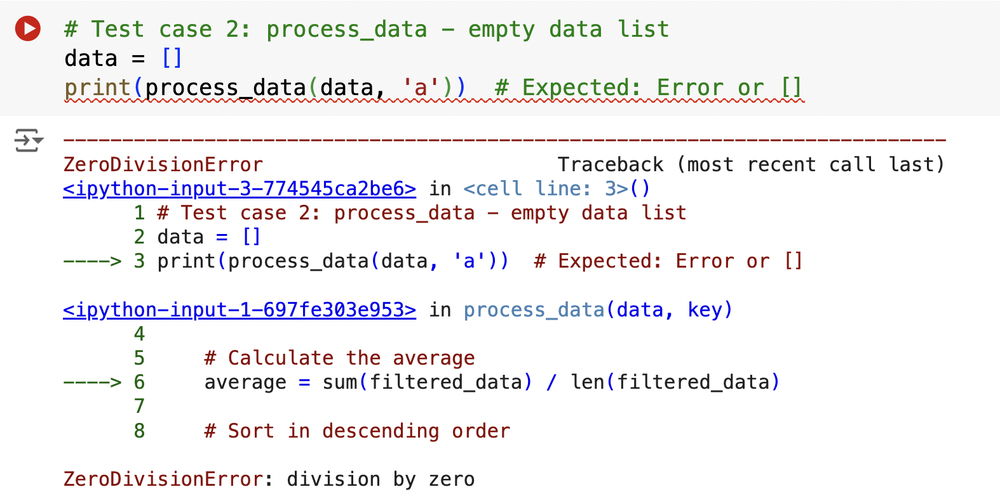 # Test case 2: process_data – empty data list
data = []
print(process_data(data, 'a'))  # Expected: Error or []
---------------------------------------------------------------------------
ZeroDivisionError                         Traceback (most recent call last)
<ipython-input-3-774545ca2be6> in <cell line: 3>()
      1 # Test case 2: process_data – empty data list
      2 data = []
----> 3 print(process_data(data, 'a'))  # Expected: Error or []
<ipython-input-1-697fe303e953> in process_data(data, key)
      4
      5     # Calculate the average
----> 6     average = sum(filtered_data) / len(filtered_data)
      7
      8     # Sort in descending order
ZeroDivisionError: division by zero